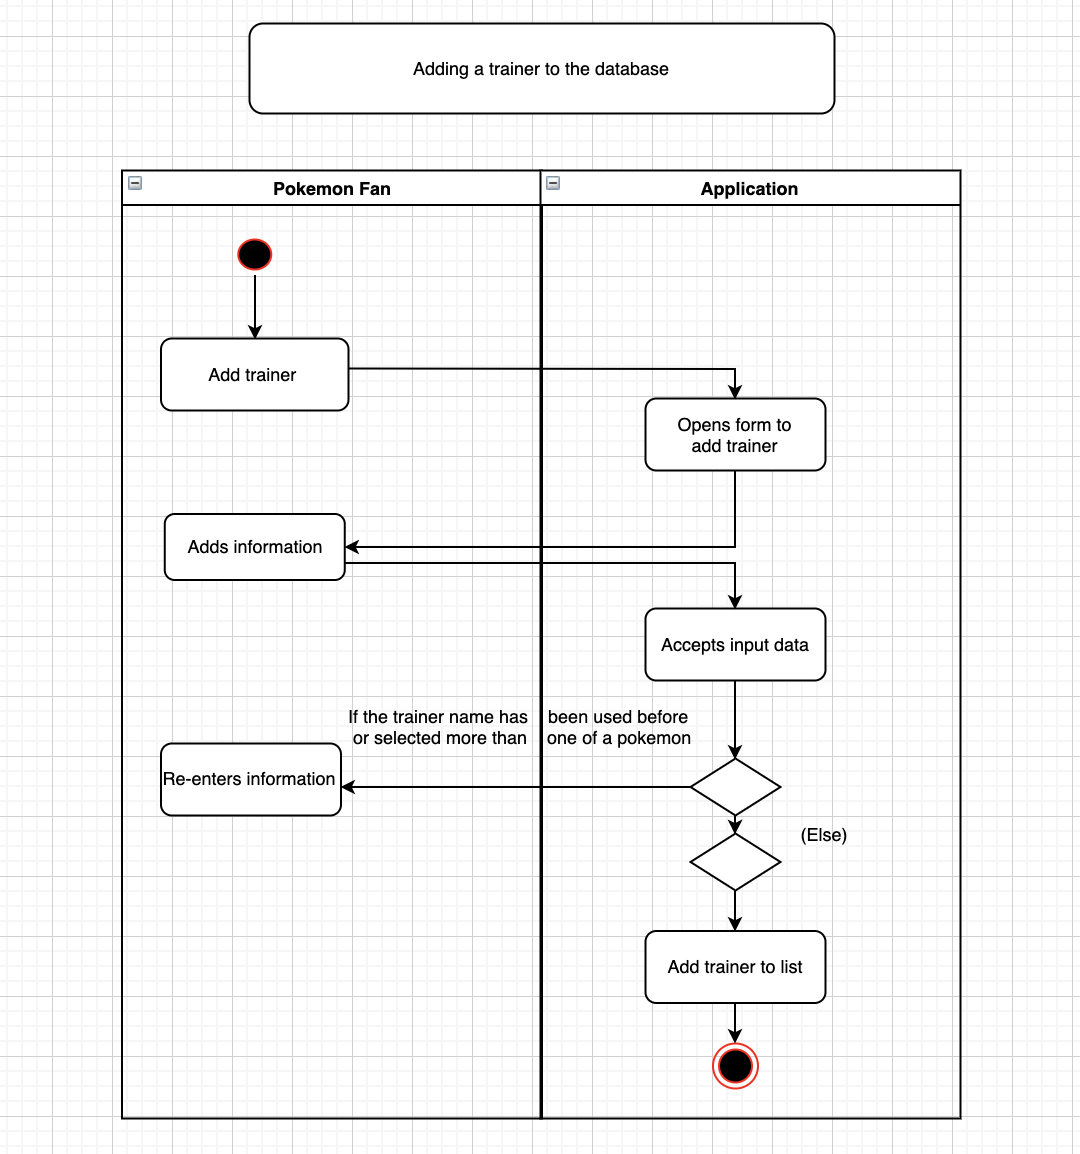 Adding a trainer to the database
Pokemon Fan
Application
Add trainer
Opens form to
add trainer
Adds information
Accepts input data
If the trainer name has been used before
or selected more than one of a pokemon
Re-enters information
(Else)
Add trainer to list